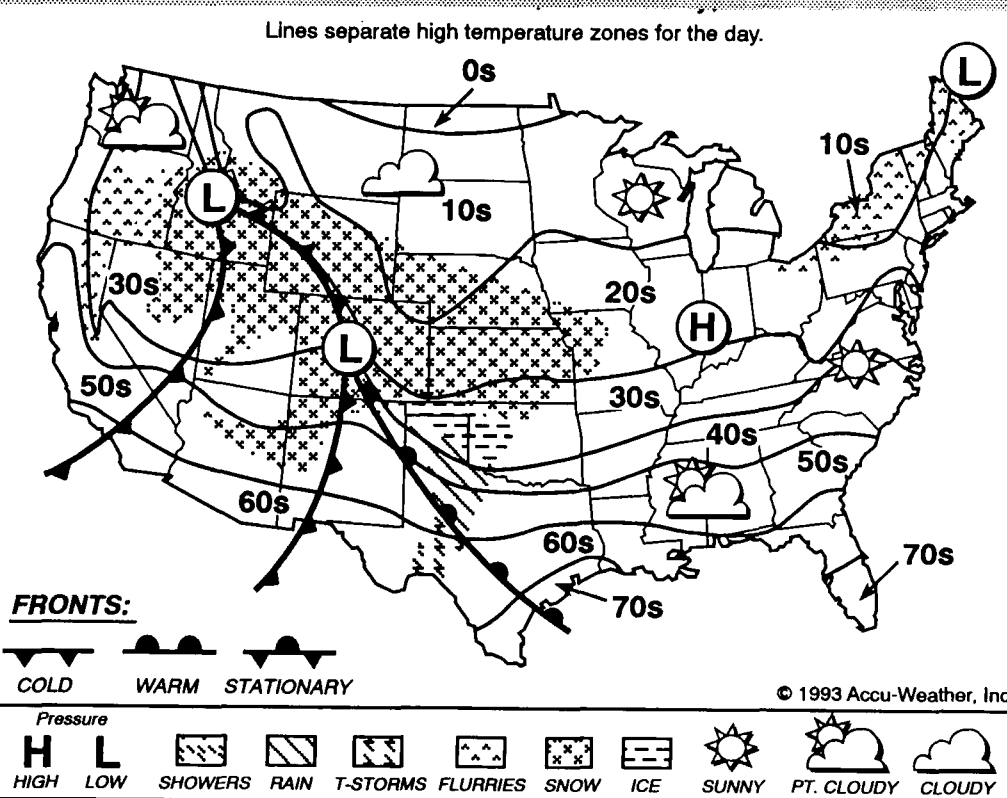 Lines separate high temperature zones for the day.
0s
L
10s
L
10s
30s
20s
H
L
50s
30s
40s
50s
60s
60s
70s
70s
FRONTS:
COLD WARM STATIONARY
© 1993 Accu-Weather, Inc
Pressure
H L
HIGH LOW SHOWERS RAIN T-STORMS FLURRIES SNOW ICE SUNNY PT. CLOUDY CLOUDY